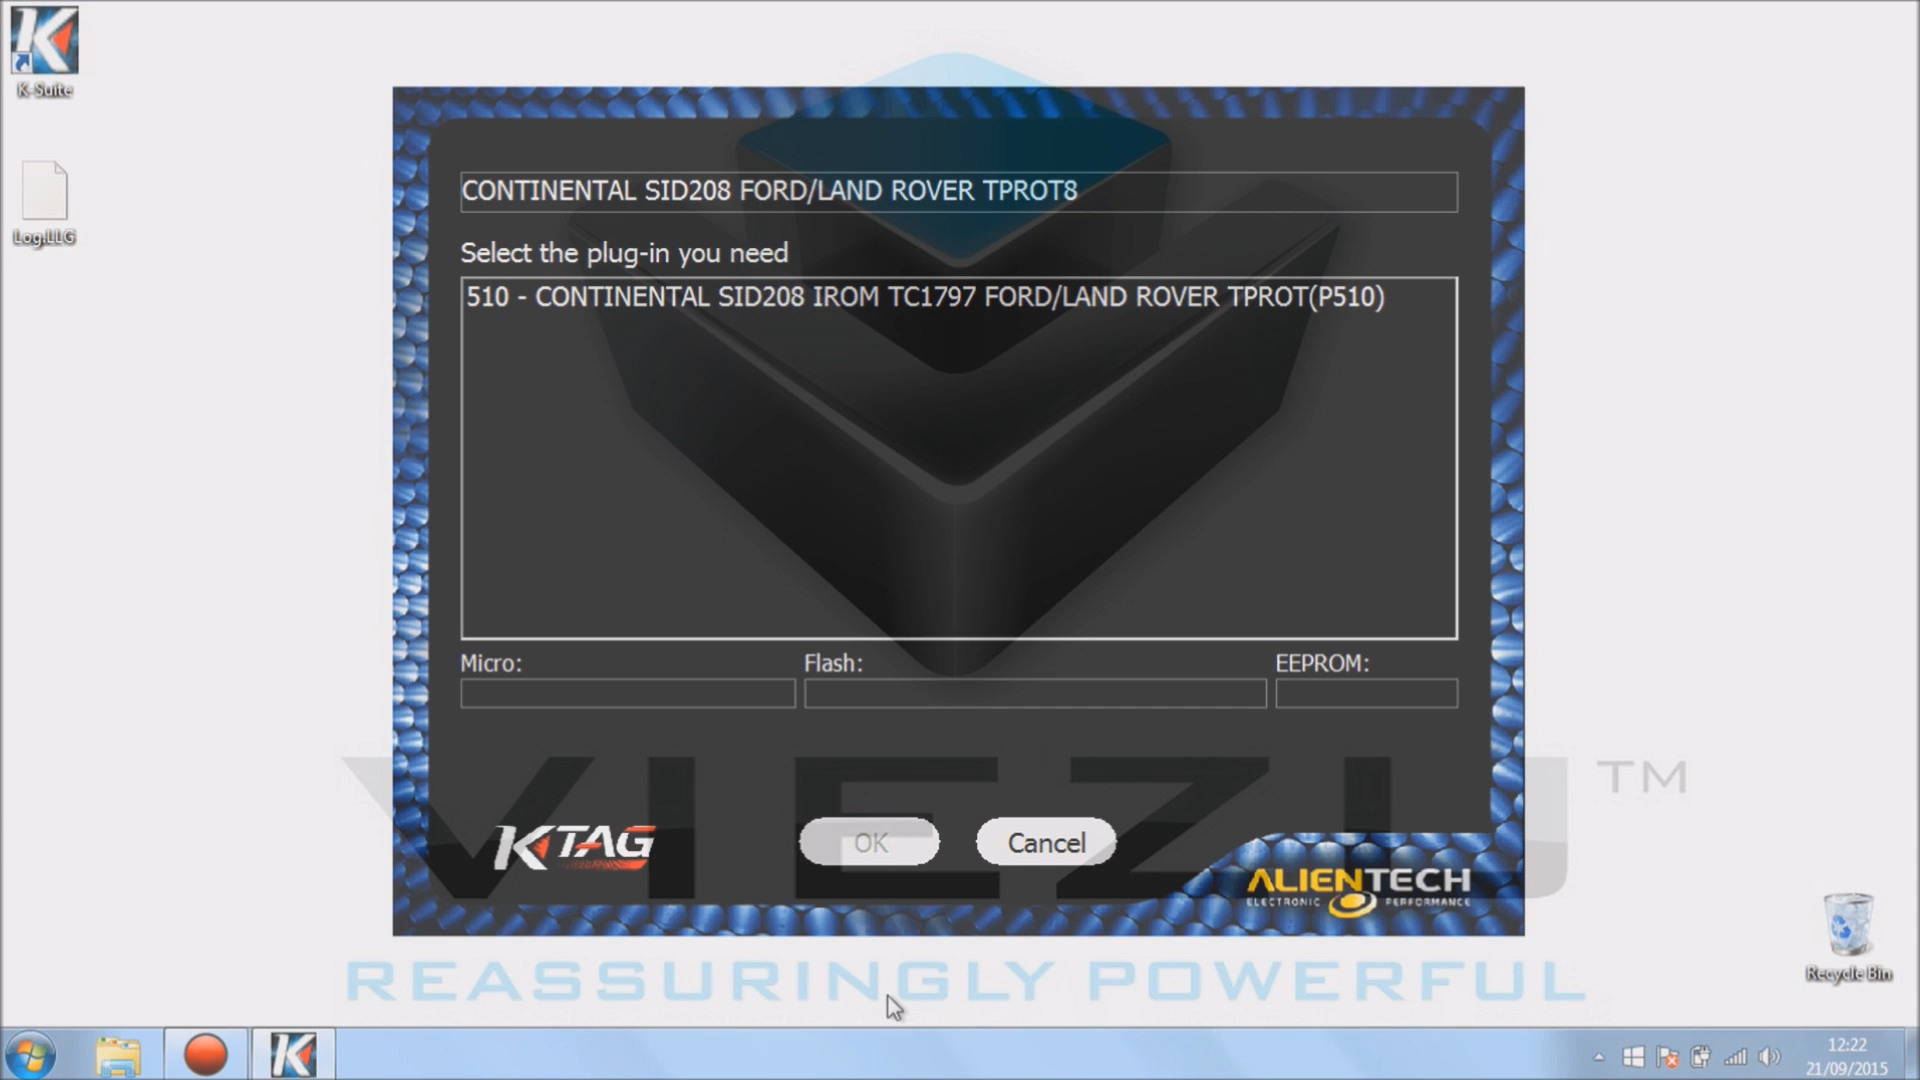 K-Suite
Log.LLG
CONTINENTAL SID208 FORD/LAND ROVER TPROT8
Select the plug-in you need
510 - CONTINENTAL SID208 IROM TC1797 FORD/LAND ROVER TPROT(P510)
Micro:
Flash:
EEPROM:
VIEZU™
KTAG
OK
Cancel
ALIENTECH
ELECTRONIC PERFORMANCE
Recycle Bin
REASSURINGLY POWERFUL
12:22
21/09/2015